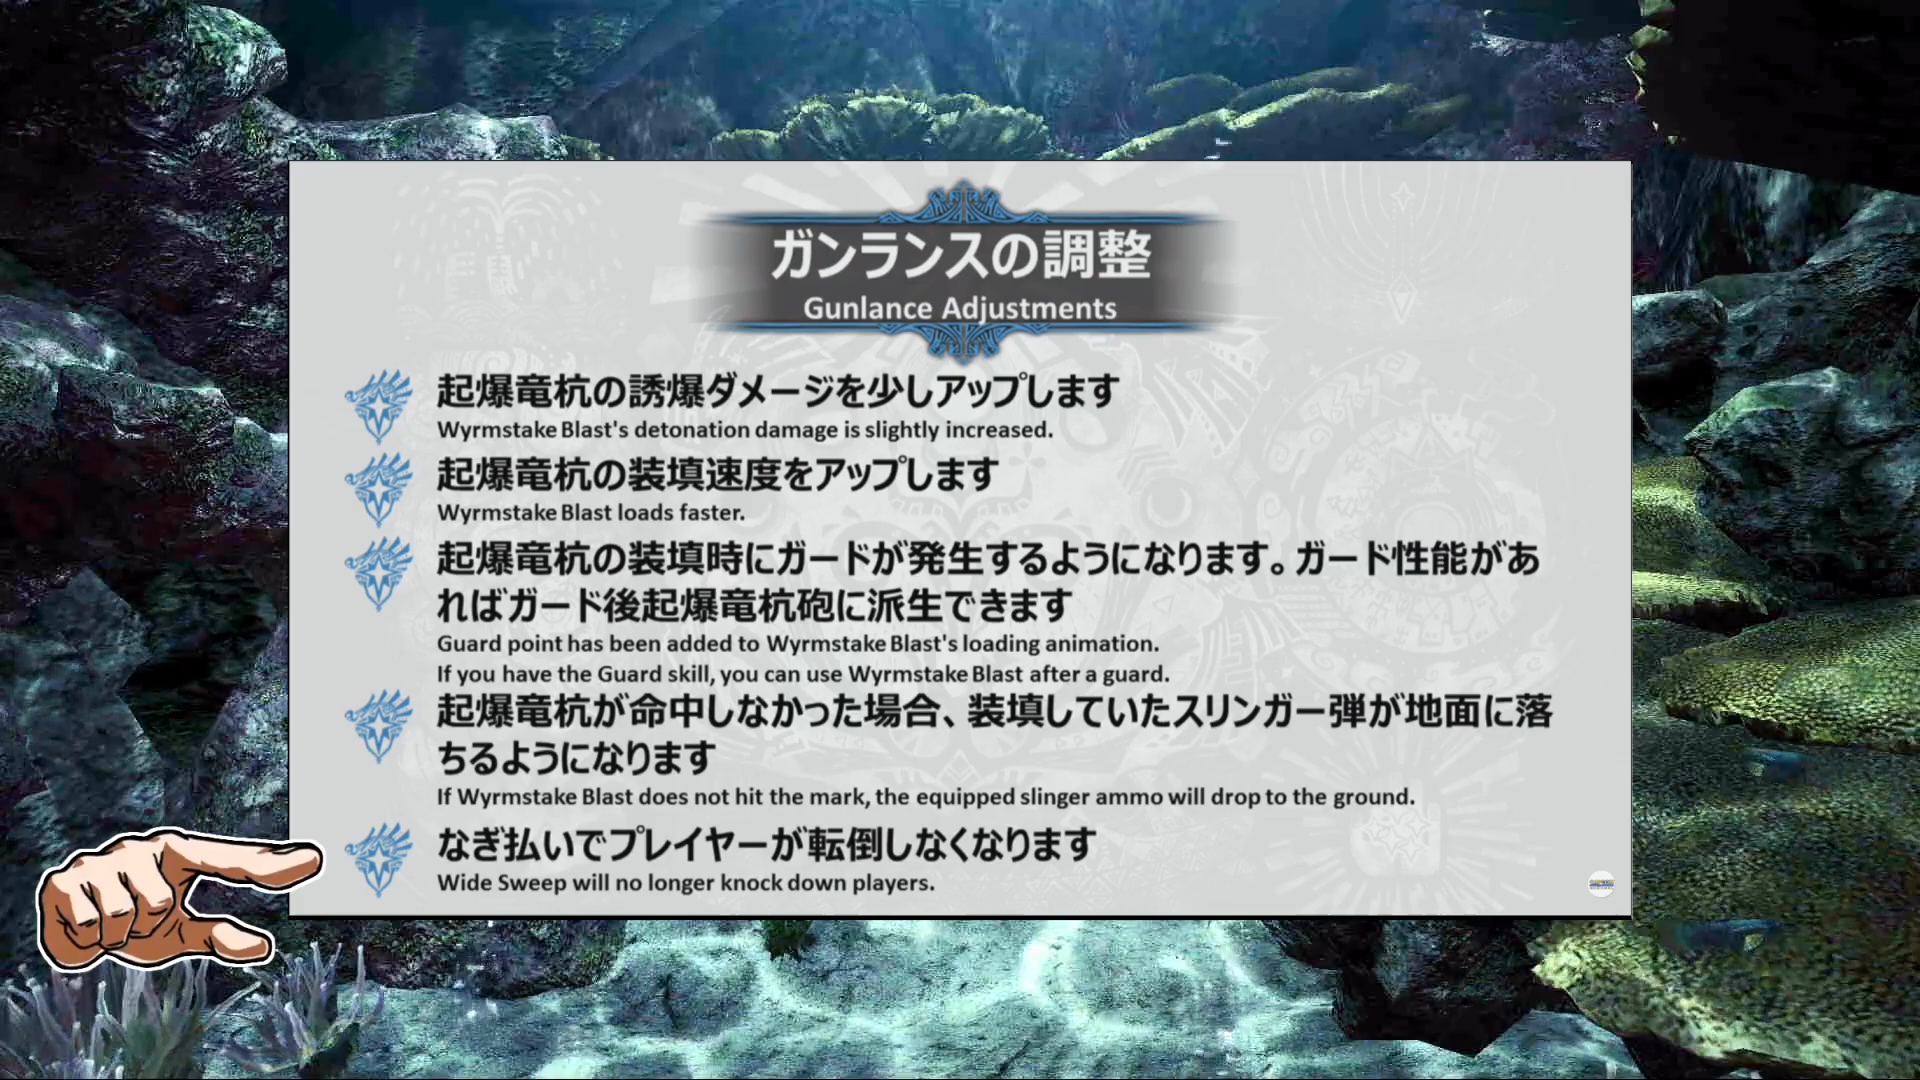 ガンランスの調整
Gunlance Adjustments
起爆竜杭の誘爆ダメージを少しアップします
Wyrmstake Blast's detonation damage is slightly increased.
起爆竜杭の装填速度をアップします
Wyrmstake Blast loads faster.
起爆竜杭の装填時にガードが発生するようになります。ガード性能があ
ればガード後起爆竜杭砲に派生できます
Guard point has been added to Wyrmstake Blast's loading animation.
If you have the Guard skill, you can use Wyrmstake Blast after a guard.
起爆竜杭が命中しなかった場合、装填していたスリンガー弾が地面に落
ちるようになります
If Wyrmstake Blast does not hit the mark, the equipped slinger ammo will drop to the ground.
なぎ払いでプレイヤーが転倒しなくなります
Wide Sweep will no longer knock down players.